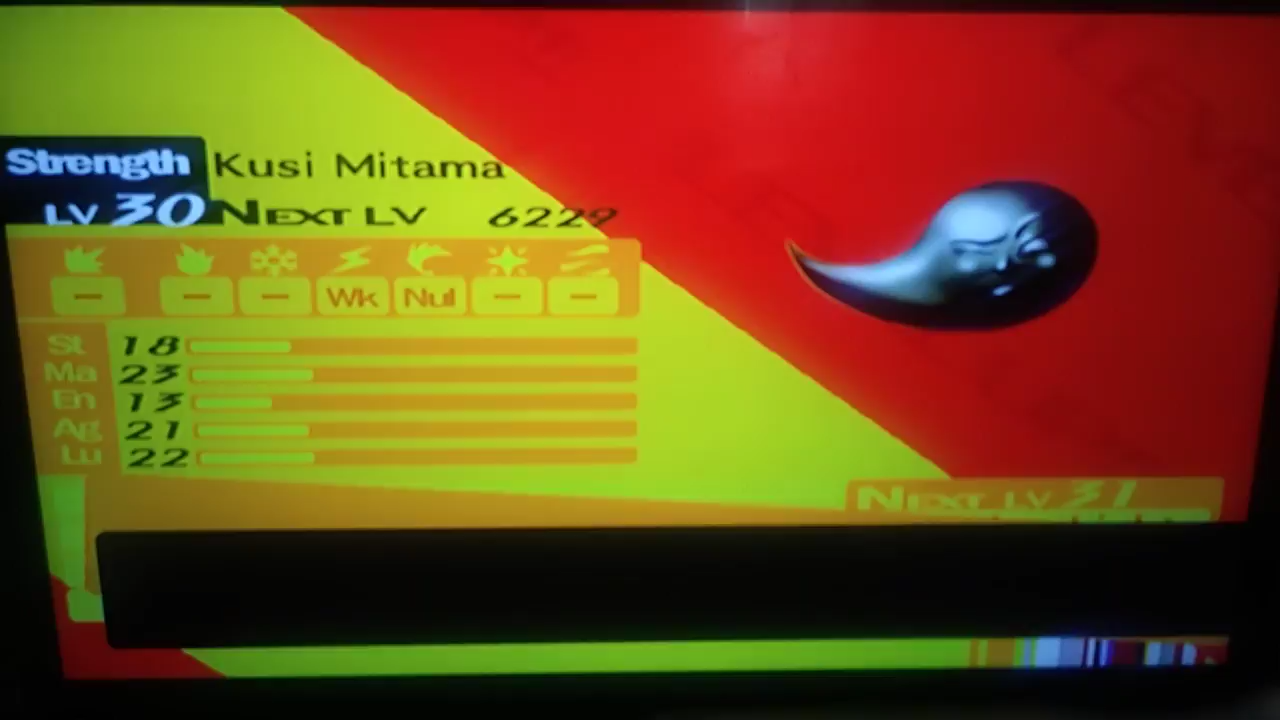 Strength Kusi Mitama
LV 30 NEXT LV 6229
- - - Wk Nul - -
St 18
Ma 23
En 13
Ag 21
Lu 22
NEXT LV 31